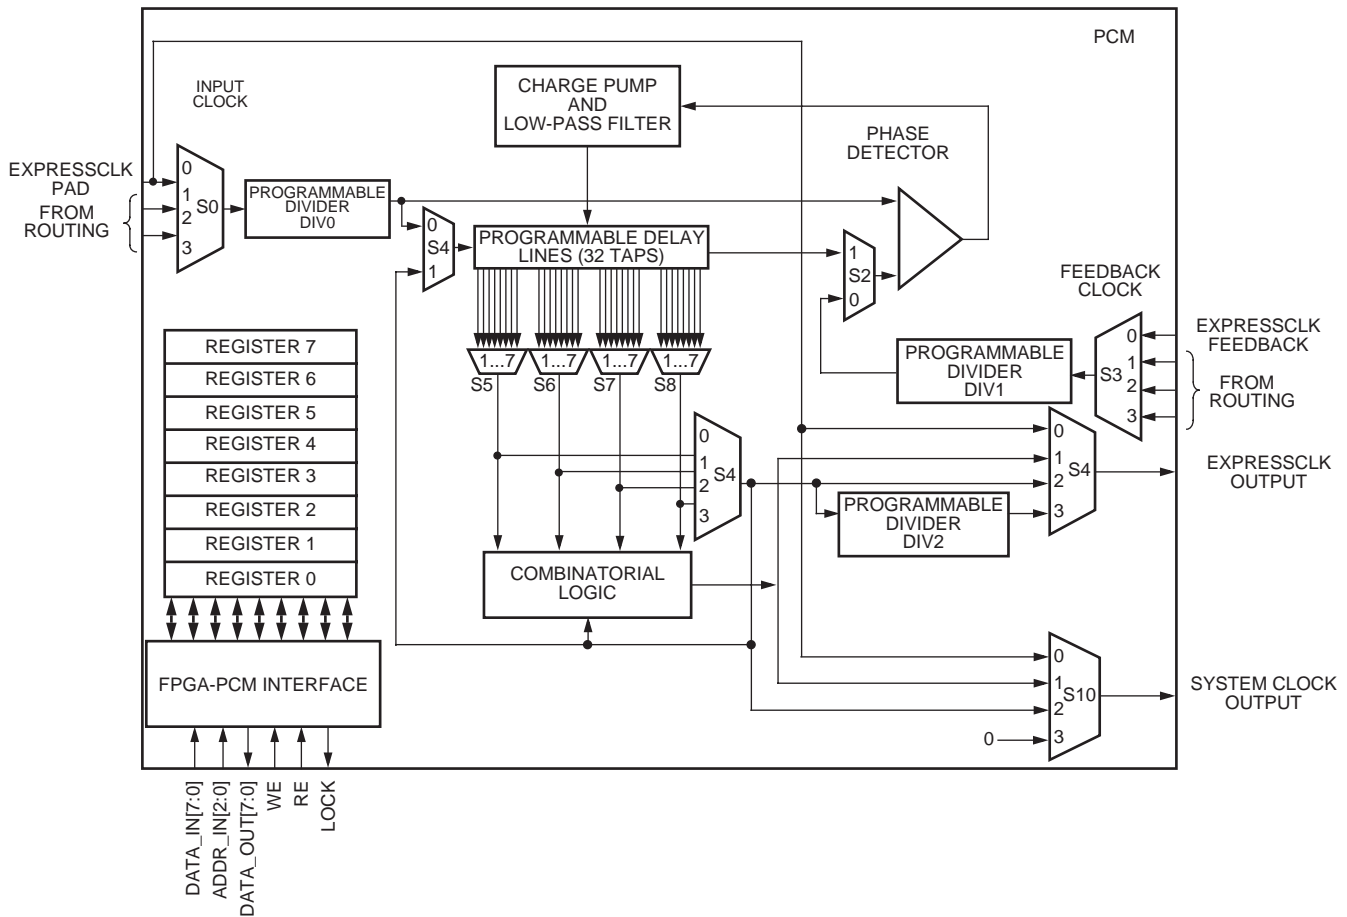 PCM
INPUT
CLOCK
CHARGE PUMP
AND
LOW-PASS FILTER
PHASE
DETECTOR
EXPRESSCLK
PAD
FROM
ROUTING
0
1
2
3
S0
PROGRAMMABLE
DIVIDER
DIV0
0
S4
1
PROGRAMMABLE DELAY
LINES (32 TAPS)
1
S2
0
FEEDBACK
CLOCK
EXPRESSCLK
FEEDBACK
FROM
ROUTING
0
1
2
3
S3
PROGRAMMABLE
DIVIDER
DIV1
1...7
1...7
1...7
1...7
S5
S6
S7
S8
REGISTER 7
REGISTER 6
REGISTER 5
REGISTER 4
REGISTER 3
REGISTER 2
REGISTER 1
REGISTER 0
0
1
2
3
S4
0
1
2
3
S4
EXPRESSCLK
OUTPUT
PROGRAMMABLE
DIVIDER
DIV2
COMBINATORIAL
LOGIC
FPGA-PCM INTERFACE
0
1
2
3
S10
0
SYSTEM CLOCK
OUTPUT
DATA_IN[7:0]
ADDR_IN[2:0]
DATA_OUT[7:0]
WE
RE
LOCK